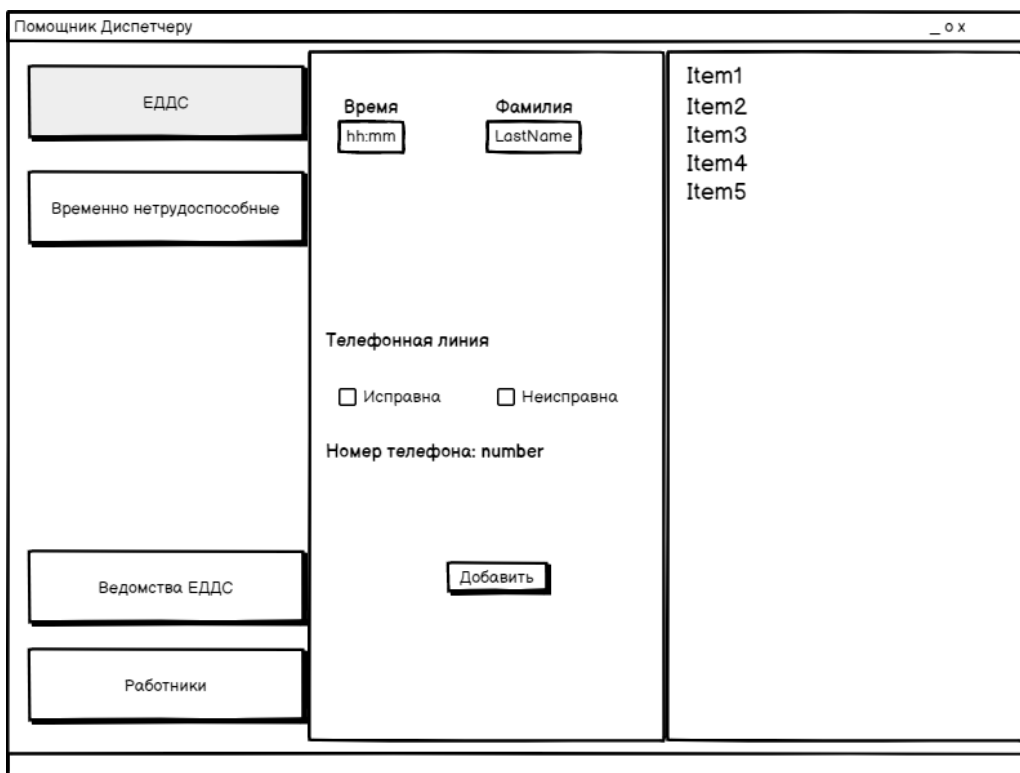 Помощник Диспетчеру
_ o x
ЕДДС
Временно нетрудоспособные
Ведомства ЕДДС
Работники
Время
Фамилия
hh:mm
LastName
Телефонная линия
Исправна
Неисправна
Номер телефона: number
Добавить
Item1
Item2
Item3
Item4
Item5